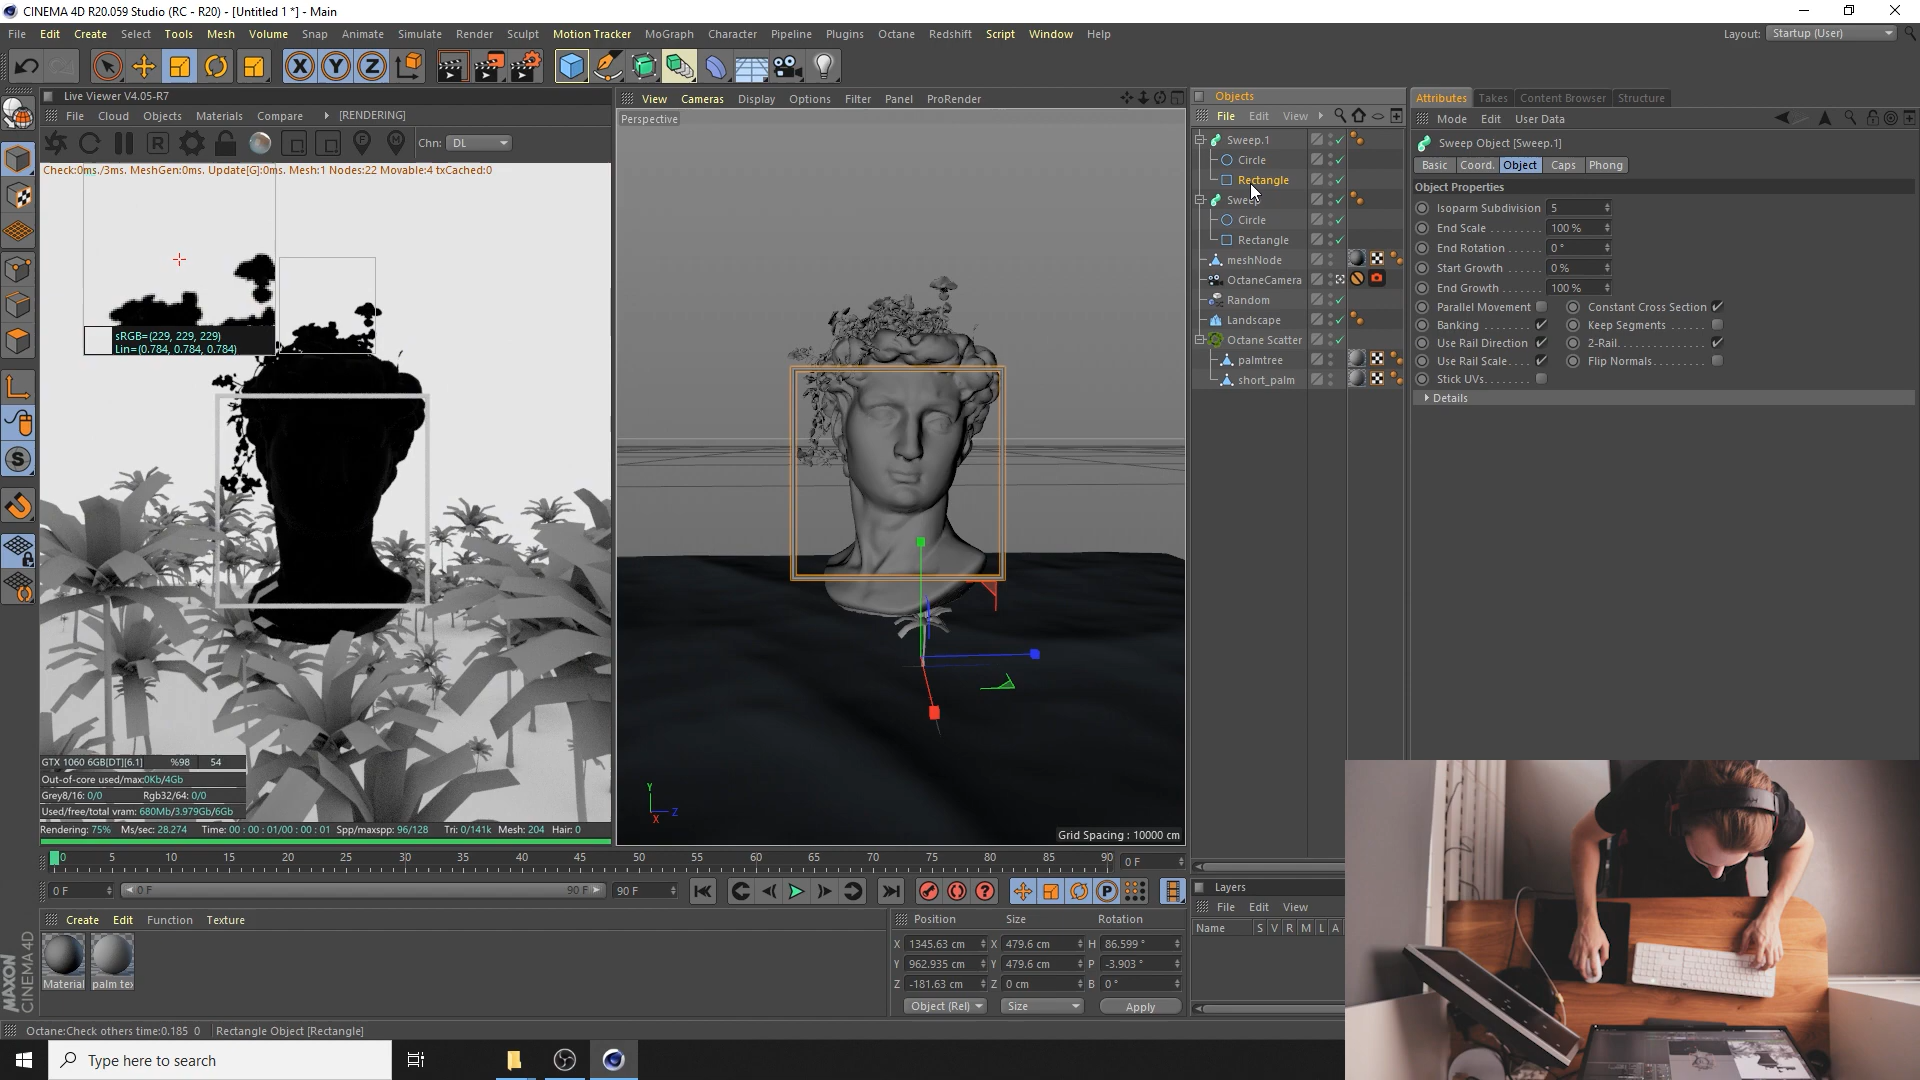 CINEMA 4D R20.059 Studio (RC - R20) - [Untitled 1 *] - Main
File Edit Create Select Tools Mesh Volume Snap Animate Simulate Render Sculpt Motion Tracker MoGraph Character Pipeline Plugins Octane Redshift Script Window Help
Layout: Startup (User)
X Y Z
Live Viewer V4.05-R7
File Cloud Objects Materials Compare [RENDERING]
R
Chn: DL
Check:0ms./3ms. MeshGen:0ms. Update[G]:0ms. Mesh:1 Nodes:22 Movable:4 txCached:0
sRGB=(229, 229, 229)
Lin=(0.784, 0.784, 0.784)
GTX 1060 6GB[DT][6.1] %98 54
Out-of-core used/max:0Kb/4Gb
Grey8/16: 0/0 Rgb32/64: 0/0
Used/free/total vram: 680Mb/3.979Gb/6Gb
Rendering: 75% Ms/sec: 28.274 Time: 00 : 00 : 01/00 : 00 : 01 Spp/maxspp: 96/128 Tri: 0/141k Mesh: 204 Hair: 0
View Cameras Display Options Filter Panel ProRender
Perspective
Y
Z
X
Grid Spacing : 10000 cm
Objects
File Edit View
Sweep.1
Circle
Rectangle
Sweep
Circle
Rectangle
meshNode
OctaneCamera
Random
Landscape
Octane Scatter
palmtree
short_palm
Attributes Takes Content Browser Structure
Mode Edit User Data
Sweep Object [Sweep.1]
Basic Coord. Object Caps Phong
Object Properties
Isoparm Subdivision 5
End Scale . . . . . . . . . 100 %
End Rotation . . . . . . 0 °
Start Growth . . . . . . 0 %
End Growth . . . . . . . 100 %
Parallel Movement Constant Cross Section
Banking . . . . . . . . Keep Segments . . . . . .
Use Rail Direction 2-Rail. . . . . . . . . . . . . .
Use Rail Scale. . . . Flip Normals. . . . . . . . .
Stick UVs. . . . . . .
Details
0 5 10 15 20 25 30 35 40 45 50 55 60 65 70 75 80 85 90 0 F
0 F 0 F 90 F 90 F
Create Edit Function Texture
Material palm tex
MAXON
CINEMA 4D
Position Size Rotation
X 1345.63 cm X 479.6 cm H 86.599 °
Y 962.935 cm Y 479.6 cm P -3.903 °
Z -181.63 cm Z 0 cm B 0 °
Object (Rel) Size Apply
Layers
File Edit View
Name S V R M L A
Octane:Check others time:0.185 0 Rectangle Object [Rectangle]
Type here to search